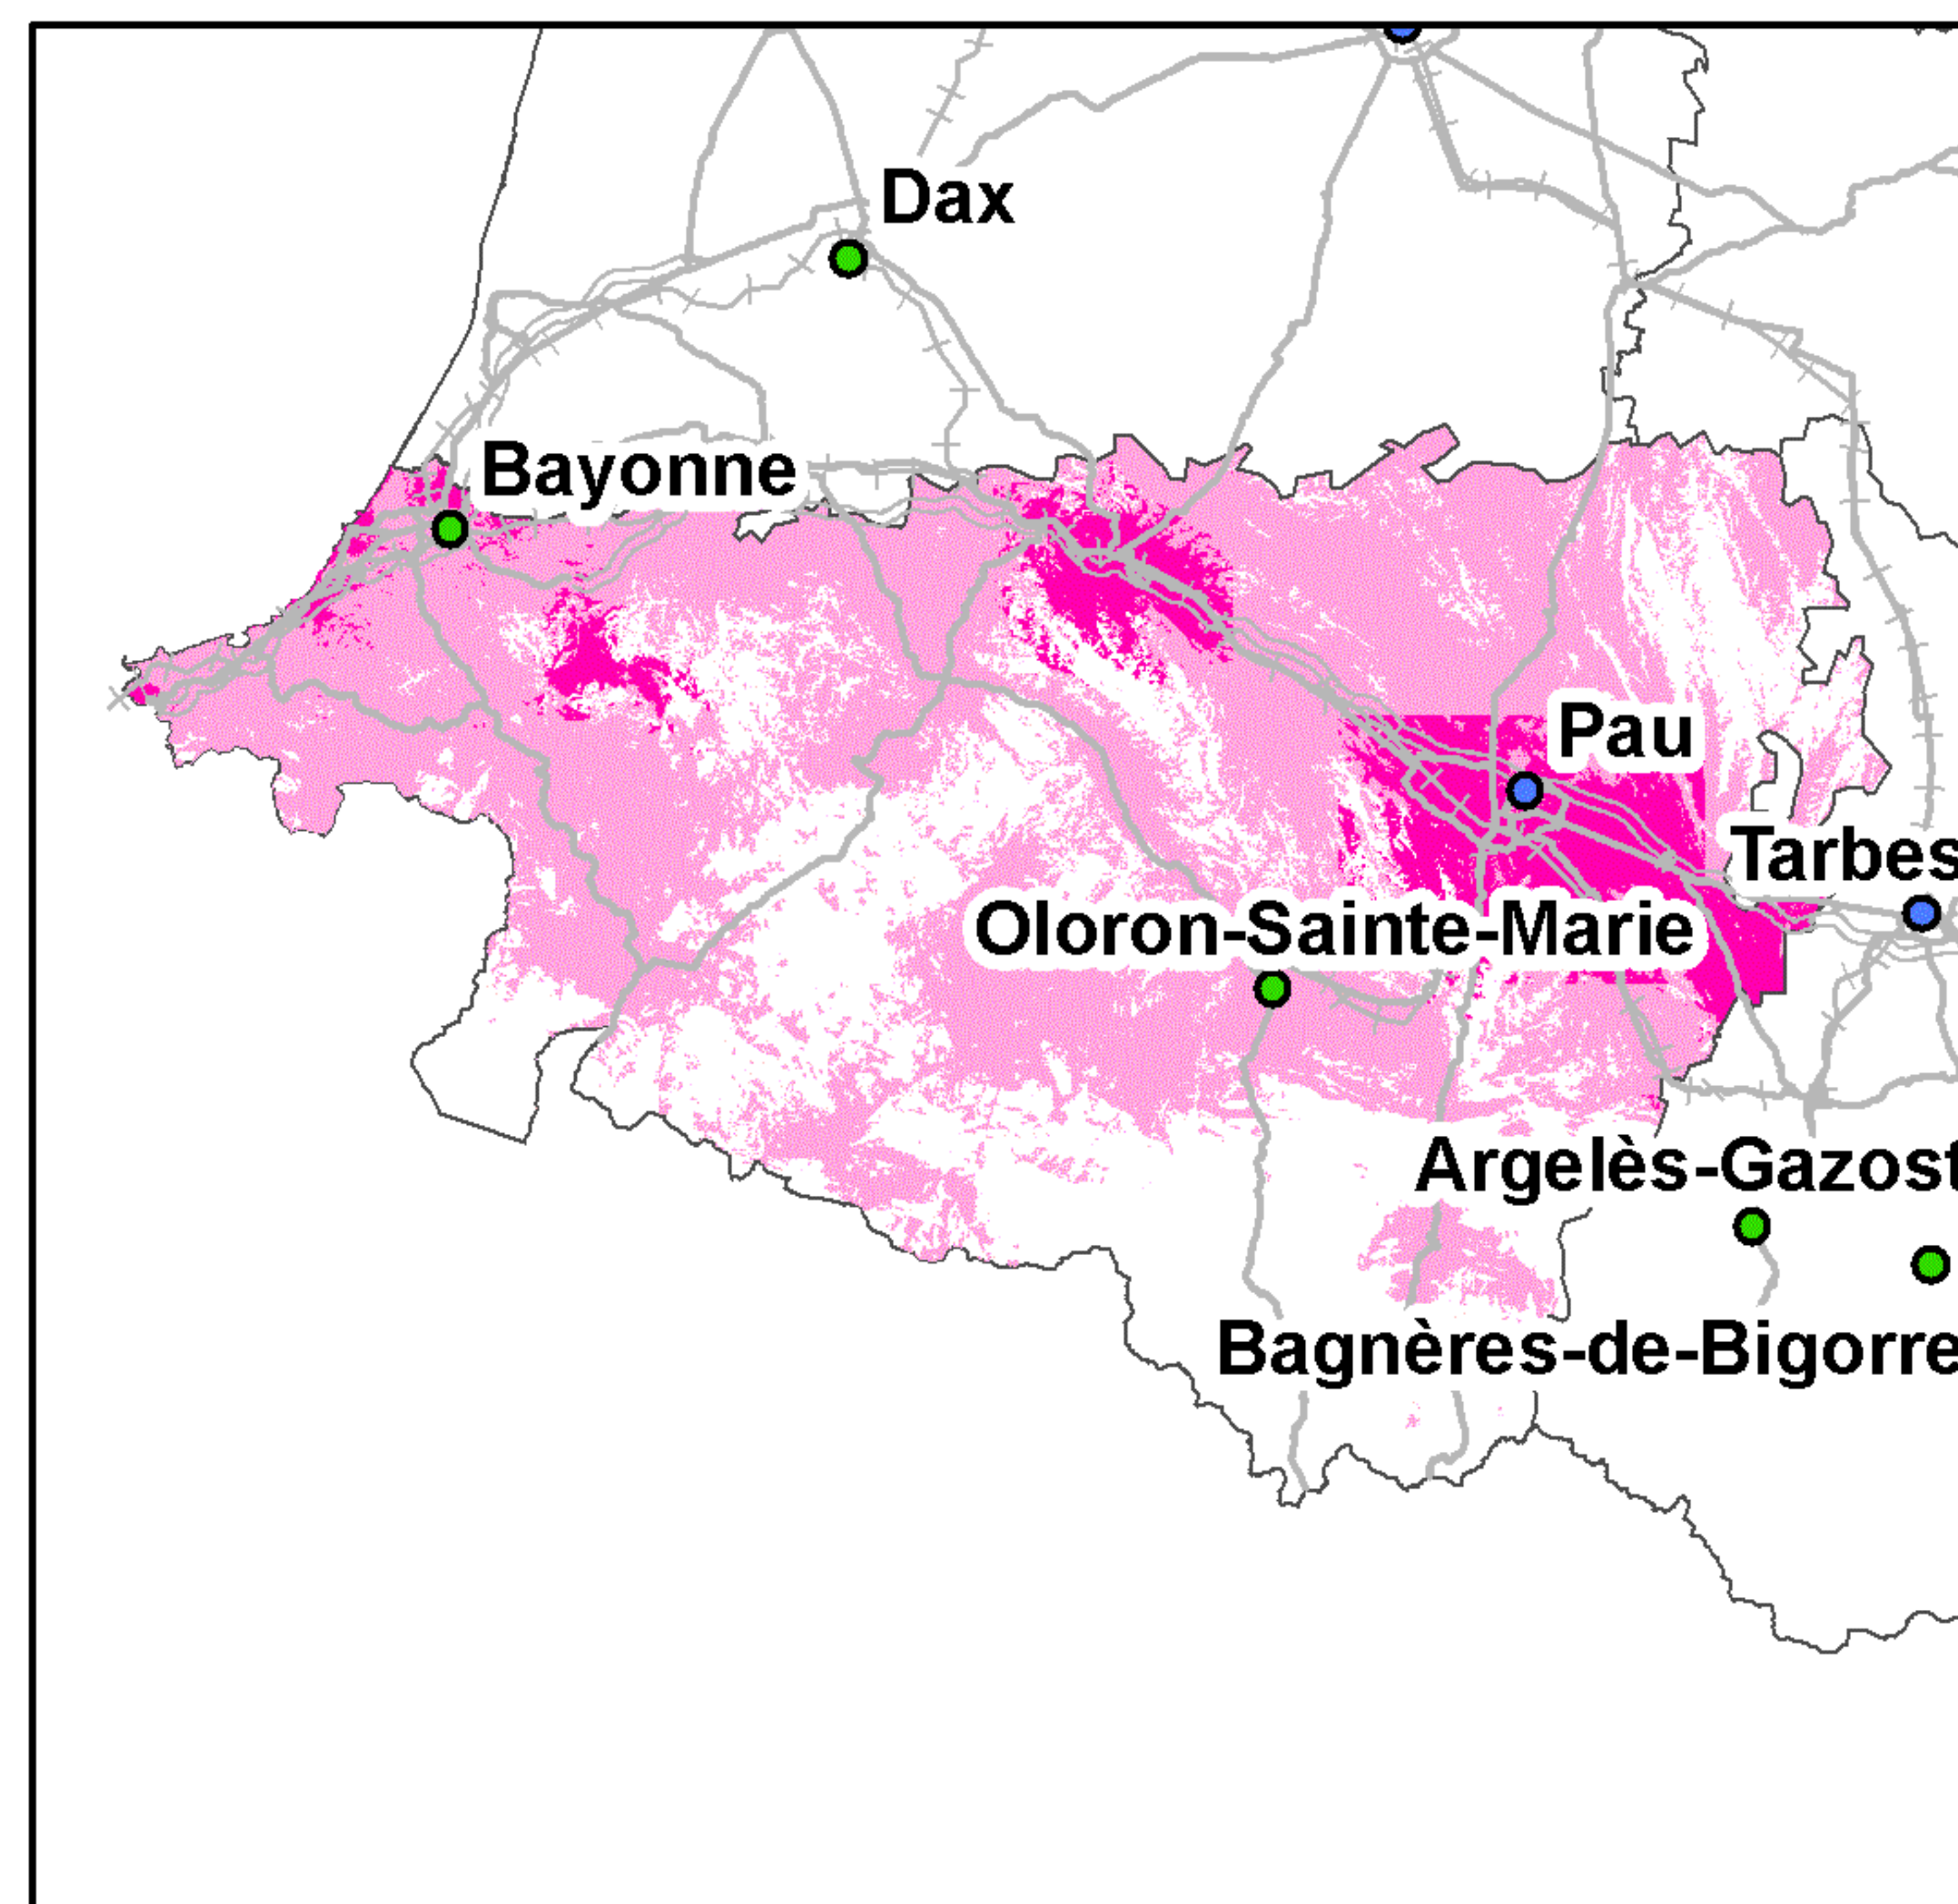 Dax
Bayonne
Pau
Tarbes
Oloron-Sainte-Marie
Argelès-Gazost
Bagnères-de-Bigorre